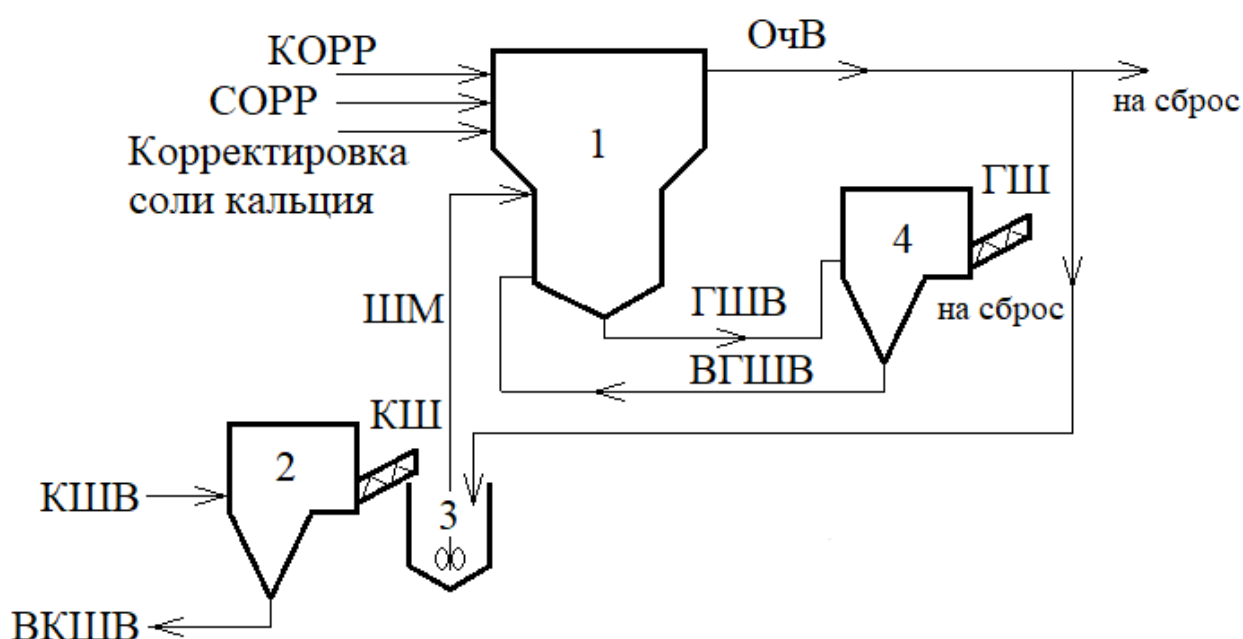 КОРР
ОчВ
СОРР
на сброс
Корректировка
соли кальция
1
ГШ
4
ШМ
ГШВ
на сброс
ВГШВ
КШ
2
КШВ
3
ВКШВ